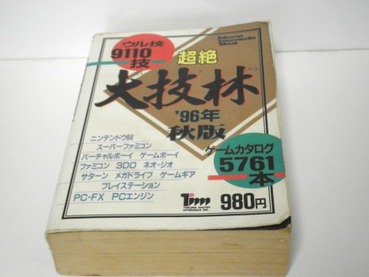 ウル技
9110
技
超絶
大技林
'96年
秋版
ニンテンドウ64
スーパーファミコン
バーチャルボーイ ゲームボーイ
ファミコン 3DO ネオ・ジオ
サターン メガドライブ ゲームギア
プレイステーション
PC-FX PCエンジン
ゲームカタログ
5761
本
980円